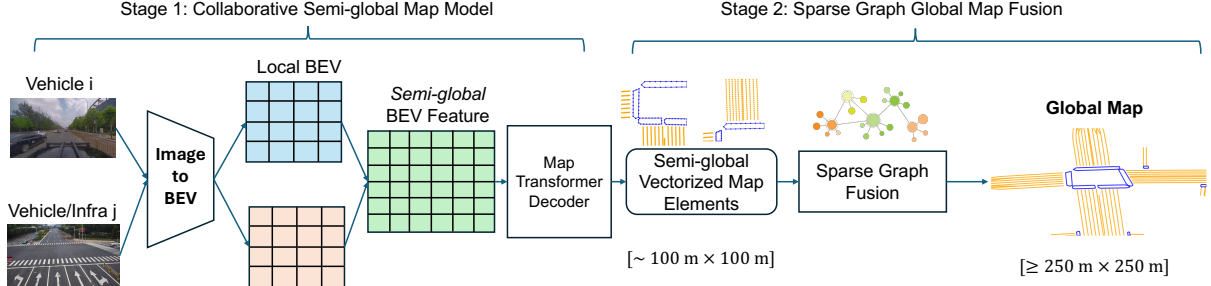 Stage 1: Collaborative Semi-global Map Model
Stage 2: Sparse Graph Global Map Fusion
Vehicle i
Vehicle/Infra j
Image
to
BEV
Local BEV
Semi-global
BEV Feature
Map
Transformer
Decoder
Semi-global
Vectorized Map
Elements
[~ 100 m × 100 m]
Sparse Graph
Fusion
Global Map
[≥ 250 m × 250 m]